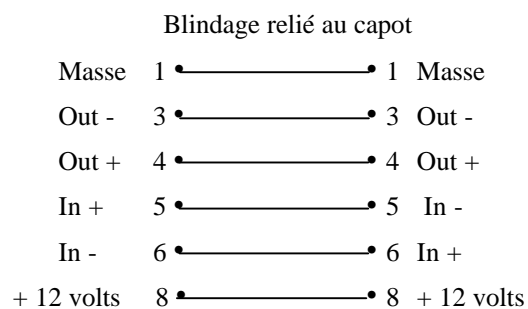 Blindage relié au capot
Masse 1 1 Masse
Out - 3 3 Out -
Out + 4 4 Out +
In + 5 5 In -
In - 6 6 In +
+ 12 volts 8 8 + 12 volts